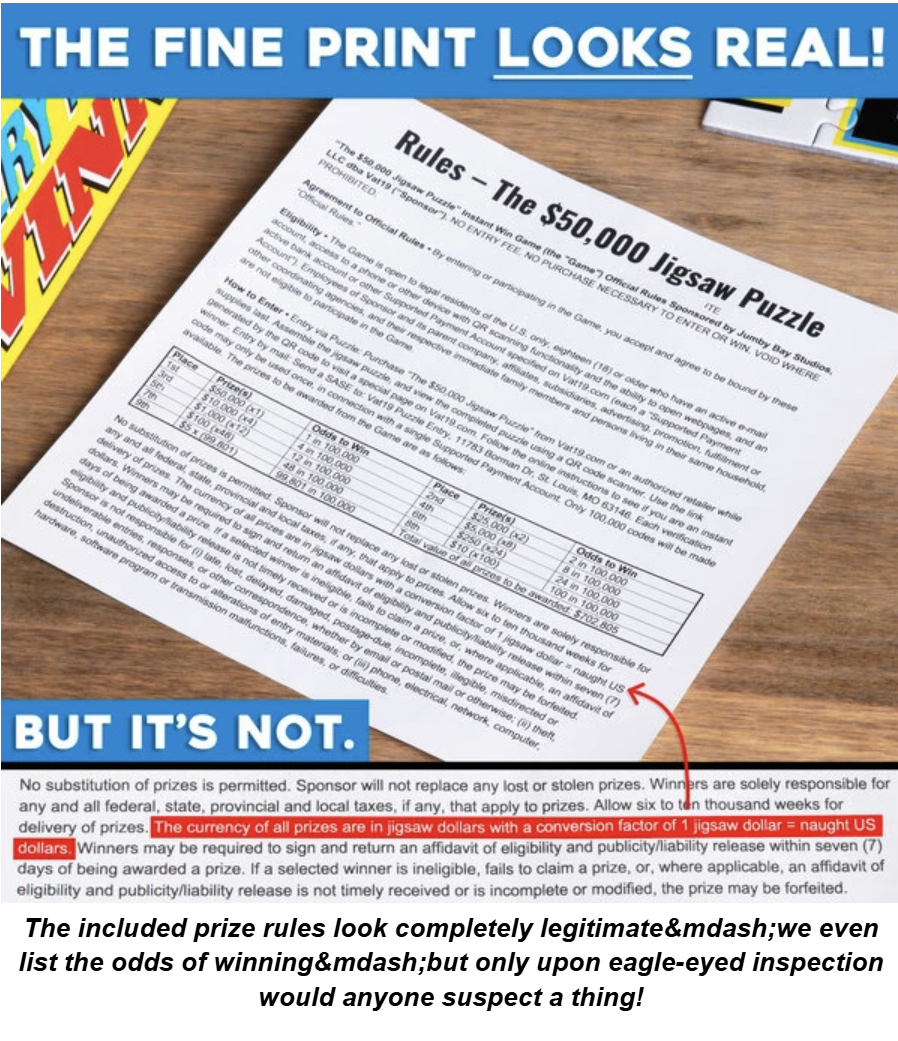 THE FINE PRINT LOOKS REAL!
ERY
WIN
Rules – The $50,000 Jigsaw Puzzle
"The $50,000 Jigsaw Puzzle" Instant Win Game (the "Game") Official Rules Sponsored by Jumby Bay Studios,
LLC dba Vat19 ("Sponsor"). NO ENTRY FEE. NO PURCHASE NECESSARY TO ENTER OR WIN. VOID WHERE
PROHIBITED.
Agreement to Official Rules • By entering or participating in the Game, you accept and agree to be bound by these
"Official Rules."
Eligibility • The Game is open to legal residents of the U.S. only, eighteen (18) or older who have an active e-mail
account, access to a phone or other device with QR scanning functionality and the ability to open webpages, and an
active bank account or other Supported Payment Account specified on Vat19.com (each a "Supported Payment
Account"). Employees of Sponsor and its parent company, affiliates, subsidiaries, advertising, promotion, fulfillment or
other coordinating agencies, and their respective immediate family members and persons living in their same household,
are not eligible to participate in the Game.
How to Enter • Entry via Puzzle: Purchase "The $50,000 Jigsaw Puzzle" from Vat19.com or an authorized retailer while
supplies last. Assemble the jigsaw puzzle, and view the completed puzzle using a QR code scanner. Use the link
generated by the QR code to visit a special page on Vat19.com. Follow the online instructions to see if you are an instant
winner. Entry by mail: Send a SASE to: Vat19 Puzzle Entry, 11783 Borman Dr, St. Louis, MO 63146. Each verification
code may only be used once, in connection with a single Supported Payment Account. Only 100,000 codes will be made
available. The prizes to be awarded from the Game are as follows:
Place Prize(s) Odds to Win Place Prize(s) Odds to Win
1st $50,000 (x1) 1 in 100,000 2nd $25,000 (x2) 2 in 100,000
3rd $10,000 (x4) 4 in 100,000 4th $5,000 (x8) 8 in 100,000
5th $1,000 (x12) 12 in 100,000 6th $250 (x24) 24 in 100,000
7th $100 (x48) 48 in 100,000 8th $10 (x100) 100 in 100,000
9th $5 x (99,801) 99,801 in 100,000 Total value of all prizes to be awarded: $702,805
No substitution of prizes is permitted. Sponsor will not replace any lost or stolen prizes. Winners are solely responsible for
any and all federal, state, provincial and local taxes, if any, that apply to prizes. Allow six to ten thousand weeks for
delivery of prizes. The currency of all prizes are in jigsaw dollars with a conversion factor of 1 jigsaw dollar = naught US
dollars. Winners may be required to sign and return an affidavit of eligibility and publicity/liability release within seven (7)
days of being awarded a prize. If a selected winner is ineligible, fails to claim a prize, or, where applicable, an affidavit of
eligibility and publicity/liability release is not timely received or is incomplete or modified, the prize may be forfeited.
Sponsor is not responsible for (i) late, lost, delayed, damaged, postage-due, incomplete, illegible, misdirected or
undeliverable entries, responses, or other correspondence, whether by email or postal mail or otherwise; (ii) theft,
destruction, unauthorized access to or alterations of entry materials; or (iii) phone, electrical, network, computer,
hardware, software program or transmission malfunctions, failures, or difficulties.
BUT IT'S NOT.
No substitution of prizes is permitted. Sponsor will not replace any lost or stolen prizes. Winners are solely responsible for
any and all federal, state, provincial and local taxes, if any, that apply to prizes. Allow six to ten thousand weeks for
delivery of prizes. The currency of all prizes are in jigsaw dollars with a conversion factor of 1 jigsaw dollar = naught US
dollars. Winners may be required to sign and return an affidavit of eligibility and publicity/liability release within seven (7)
days of being awarded a prize. If a selected winner is ineligible, fails to claim a prize, or, where applicable, an affidavit of
eligibility and publicity/liability release is not timely received or is incomplete or modified, the prize may be forfeited.
The included prize rules look completely legitimate&mdash;we even
list the odds of winning&mdash;but only upon eagle-eyed inspection
would anyone suspect a thing!